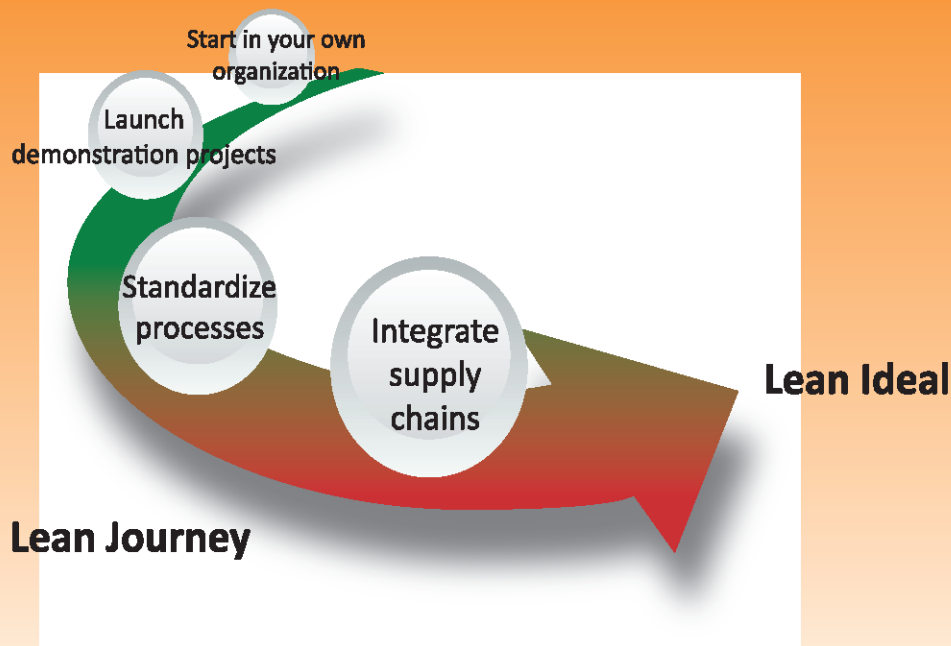 Start in your own
organization
Launch
demonstration projects
Standardize
processes
Integrate
supply
chains
Lean Ideal
Lean Journey